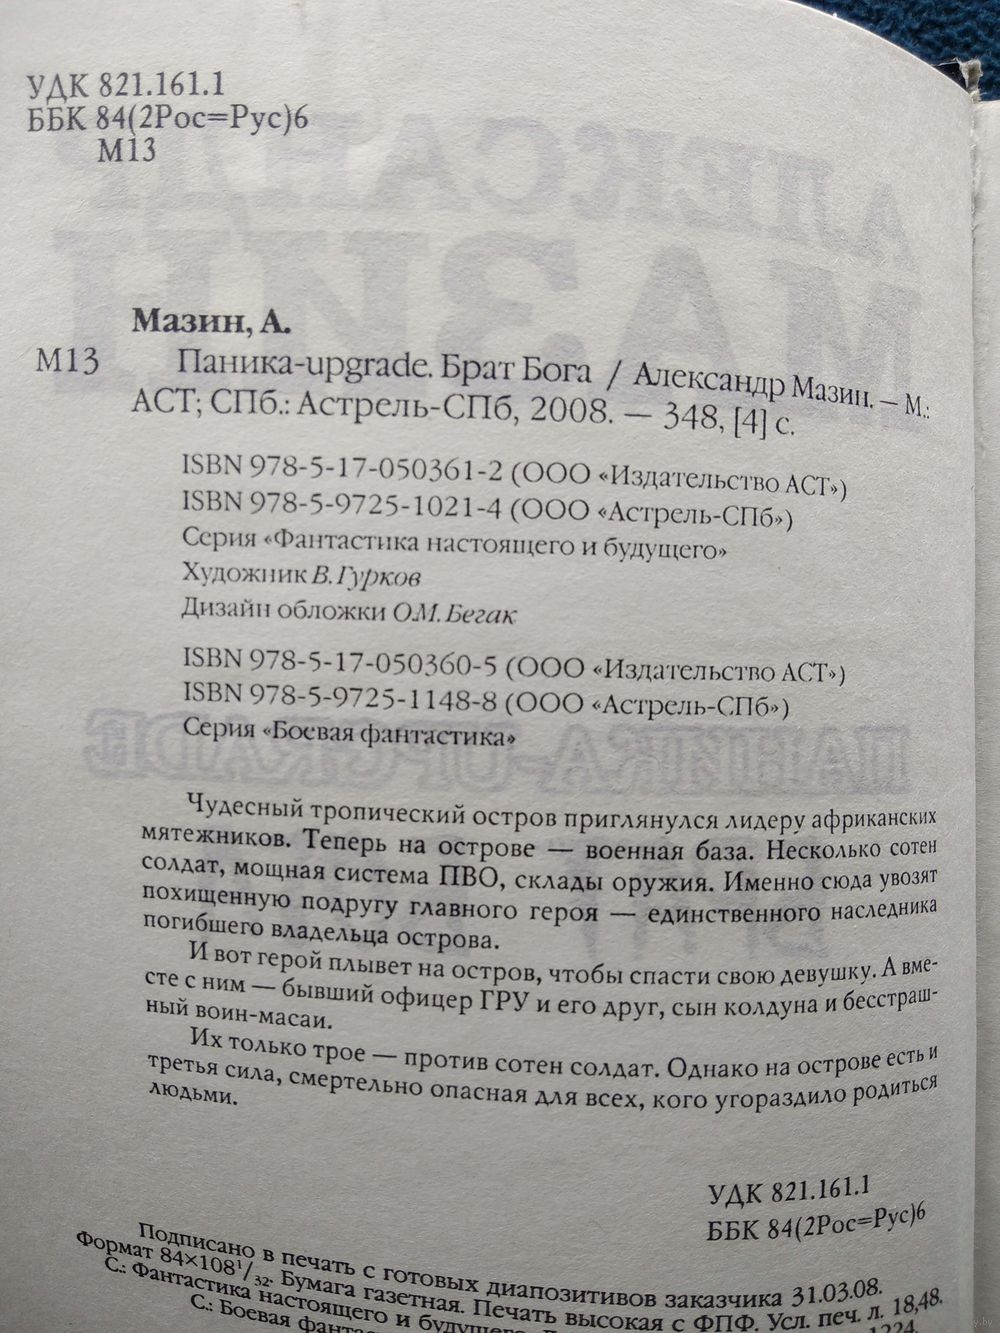 УДК 821.161.1
ББК 84(2Рос=Рус)6
М13
Мазин, А.
М13 Паника-upgrade. Брат Бога / Александр Мазин. — М.:
АСТ; СПб.: Астрель-СПб, 2008. — 348, [4] с.
ISBN 978-5-17-050361-2 (ООО «Издательство АСТ»)
ISBN 978-5-9725-1021-4 (ООО «Астрель-СПб»)
Серия «Фантастика настоящего и будущего»
Художник В. Гурков
Дизайн обложки О.М. Бегак
ISBN 978-5-17-050360-5 (ООО «Издательство АСТ»)
ISBN 978-5-9725-1148-8 (ООО «Астрель-СПб»)
Серия «Боевая фантастика»
Чудесный тропический остров приглянулся лидеру африканских
мятежников. Теперь на острове — военная база. Несколько сотен
солдат, мощная система ПВО, склады оружия. Именно сюда увозят
похищенную подругу главного героя — единственного наследника
погибшего владельца острова.
И вот герой плывет на остров, чтобы спасти свою девушку. А вме-
сте с ним — бывший офицер ГРУ и его друг, сын колдуна и бесстраш-
ный воин-масаи.
Их только трое — против сотен солдат. Однако на острове есть и
третья сила, смертельно опасная для всех, кого угораздило родиться
людьми.
УДК 821.161.1
ББК 84(2Рос=Рус)6
Подписано в печать с готовых диапозитивов заказчика 31.03.08.
Формат 84×108¹/₃₂. Бумага газетная. Печать высокая с ФПФ. Усл. печ. л. 18,48.
С.: Фантастика настоящего и будущего.
С.: Боевая